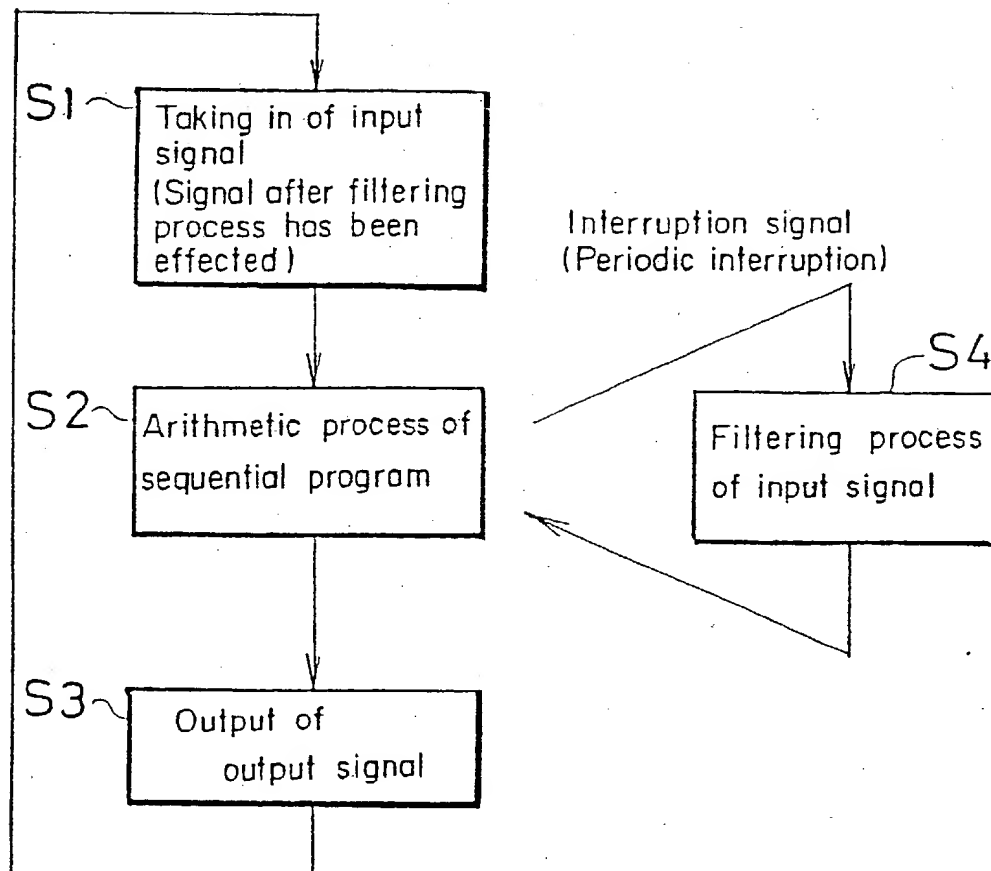 S1
Taking in of input
signal
(Signal after filtering
process has been
effected)
Interruption signal
(Periodic interruption)
S2
Arithmetic process of
sequential program
S4
Filtering process
of input signal
S3
Output of
output signal